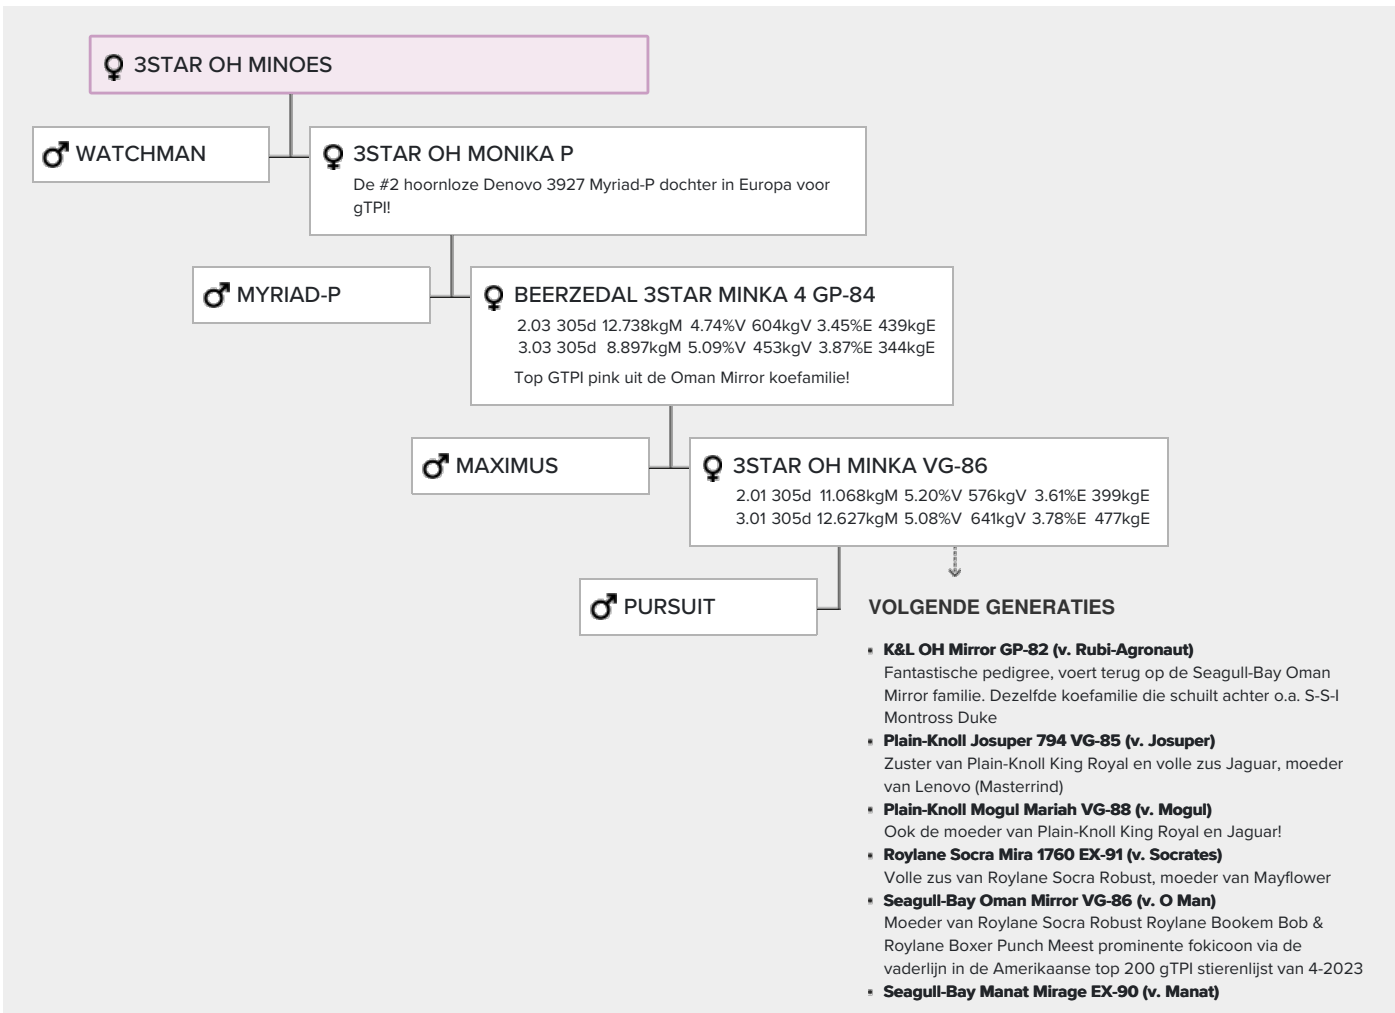 3STAR OH MINOES
WATCHMAN
3STAR OH MONIKA P
De #2 hoornloze Denovo 3927 Myriad-P dochter in Europa voor
gTPI!
MYRIAD-P
BEERZEDAL 3STAR MINKA 4 GP-84
2.03 305d 12.738kgM 4.74%V 604kgV 3.45%E 439kgE
3.03 305d 8.897kgM 5.09%V 453kgV 3.87%E 344kgE
Top GTPI pink uit de Oman Mirror koefamilie!
MAXIMUS
3STAR OH MINKA VG-86
2.01 305d 11.068kgM 5.20%V 576kgV 3.61%E 399kgE
3.01 305d 12.627kgM 5.08%V 641kgV 3.78%E 477kgE
PURSUIT
VOLGENDE GENERATIES
K&L OH Mirror GP-82 (v. Rubi-Agronaut)
Fantastische pedigree, voert terug op de Seagull-Bay Oman
Mirror familie. Dezelfde koefamilie die schuilt achter o.a. S-S-I
Montross Duke
Plain-Knoll Josuper 794 VG-85 (v. Josuper)
Zuster van Plain-Knoll King Royal en volle zus Jaguar, moeder
van Lenovo (Masterrind)
Plain-Knoll Mogul Mariah VG-88 (v. Mogul)
Ook de moeder van Plain-Knoll King Royal en Jaguar!
Roylane Socra Mira 1760 EX-91 (v. Socrates)
Volle zus van Roylane Socra Robust, moeder van Mayflower
Seagull-Bay Oman Mirror VG-86 (v. O Man)
Moeder van Roylane Socra Robust Roylane Bookem Bob &
Roylane Boxer Punch Meest prominente fokicoon via de
vaderlijn in de Amerikaanse top 200 gTPI stierenlijst van 4-2023
Seagull-Bay Manat Mirage EX-90 (v. Manat)